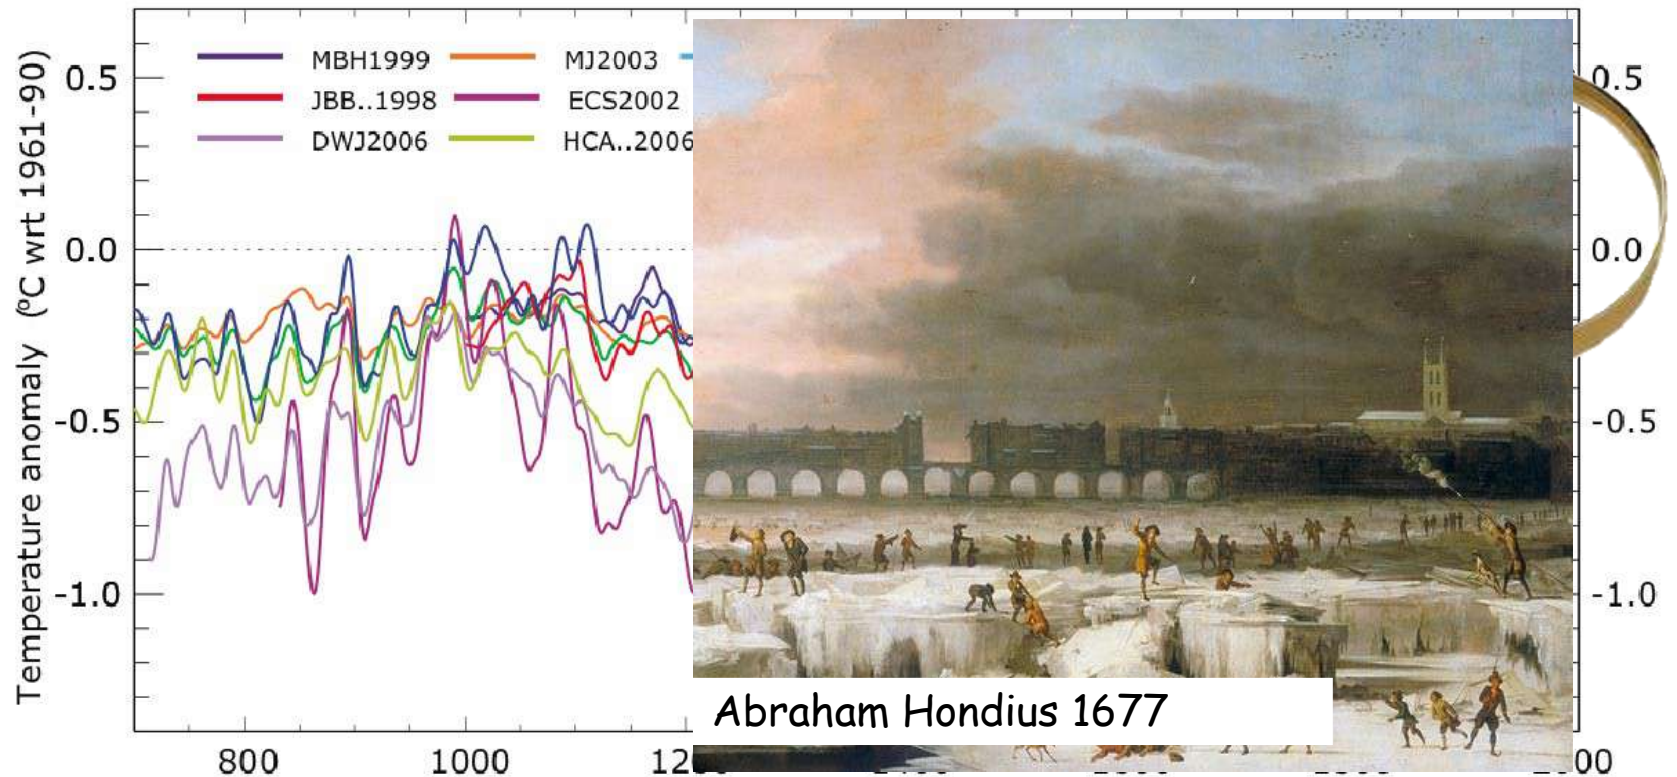 Temperature anomaly (ºC wrt 1961-90)
0.5
0.0
-0.5
-1.0
MBH1999 MJ2003
JBB..1998 ECS2002
DWJ2006 HCA..2006
0.5
0.0
-0.5
-1.0
Abraham Hondius 1677
800 1000